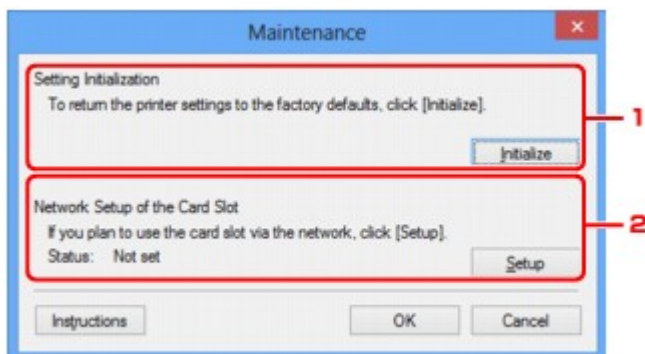 Maintenance
Setting Initialization
To return the printer settings to the factory defaults, click [Initialize].
1
Initialize
Network Setup of the Card Slot
2
If you plan to use the card slot via the network, click [Setup].
Status: Not set
Setup
Instructions OK Cancel